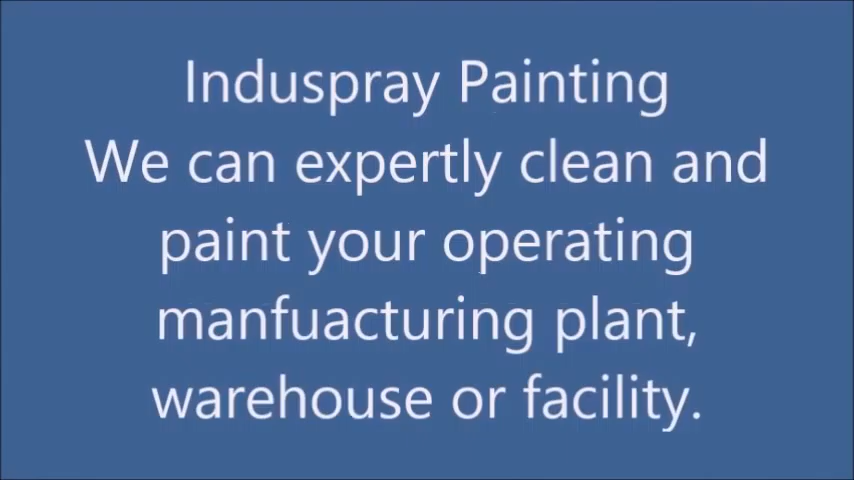 Induspray Painting
We can expertly clean and
paint your operating
manfuacturing plant,
warehouse or facility.